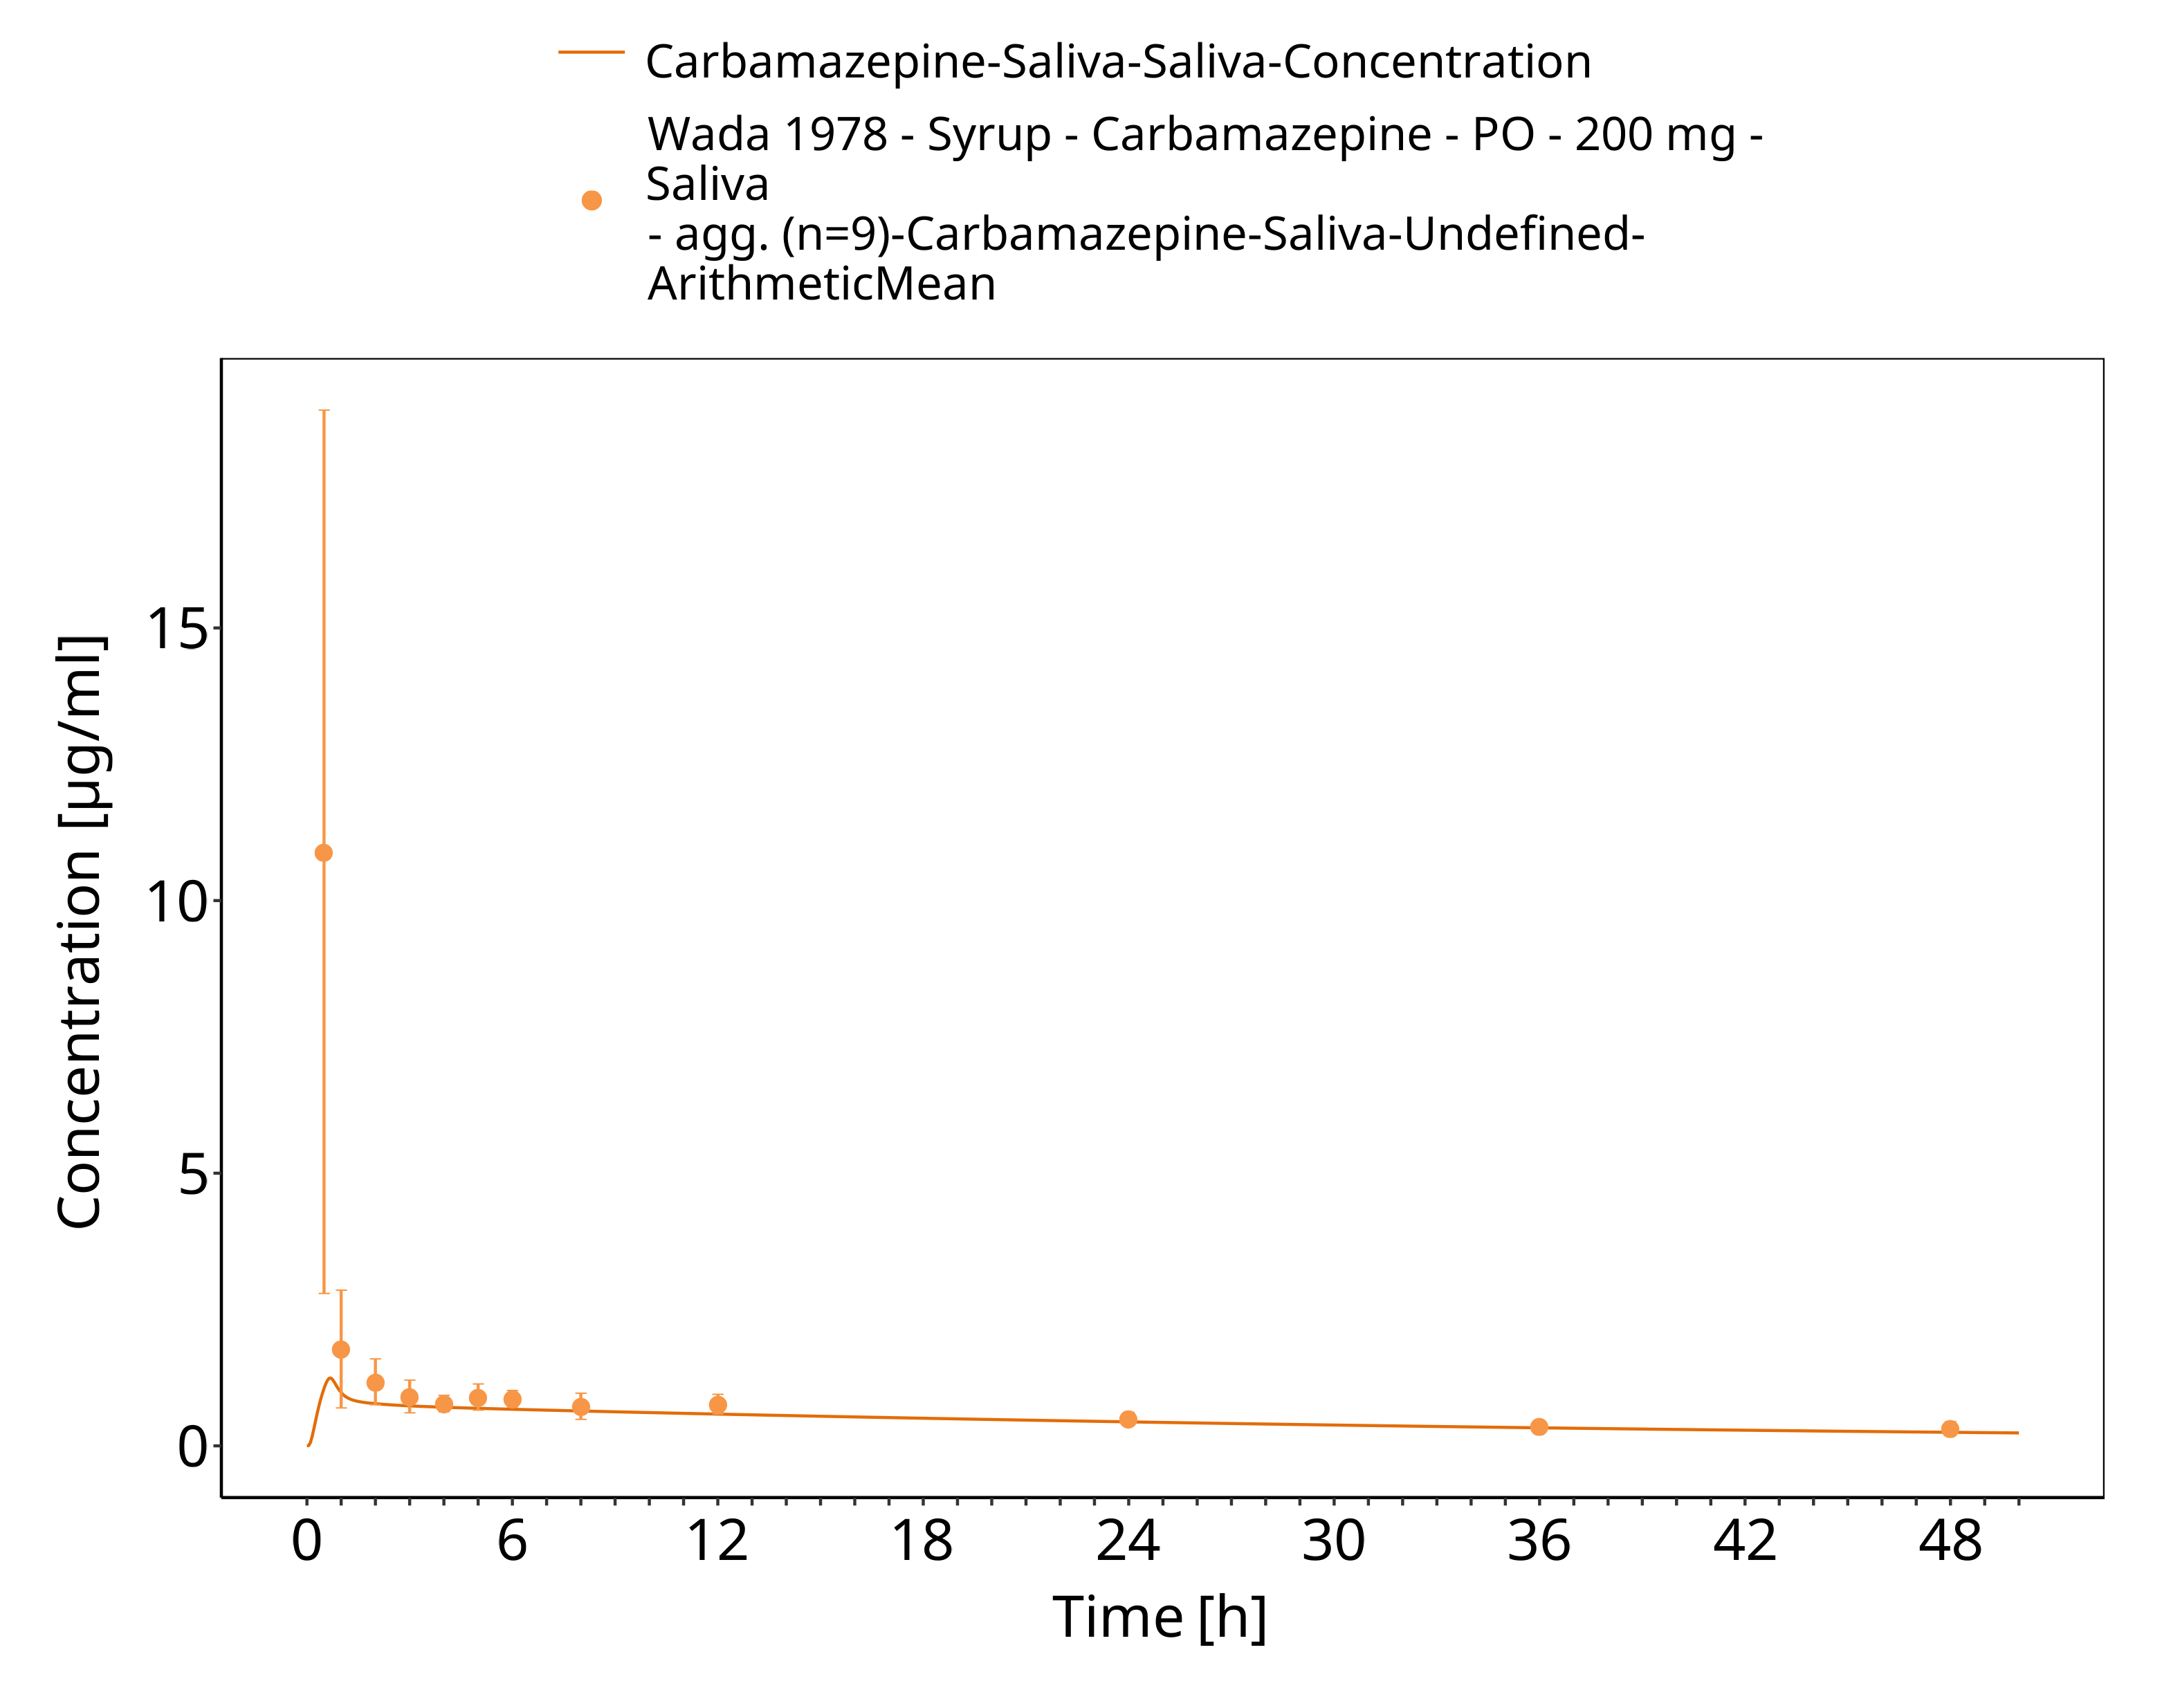 Carbamazepine-Saliva-Saliva-Concentration
Wada 1978 - Syrup - Carbamazepine - PO - 200 mg -
Saliva
- agg. (n=9)-Carbamazepine-Saliva-Undefined-
ArithmeticMean
Concentration [µg/ml]
15
10
5
0
0 6 12 18 24 30 36 42 48
Time [h]